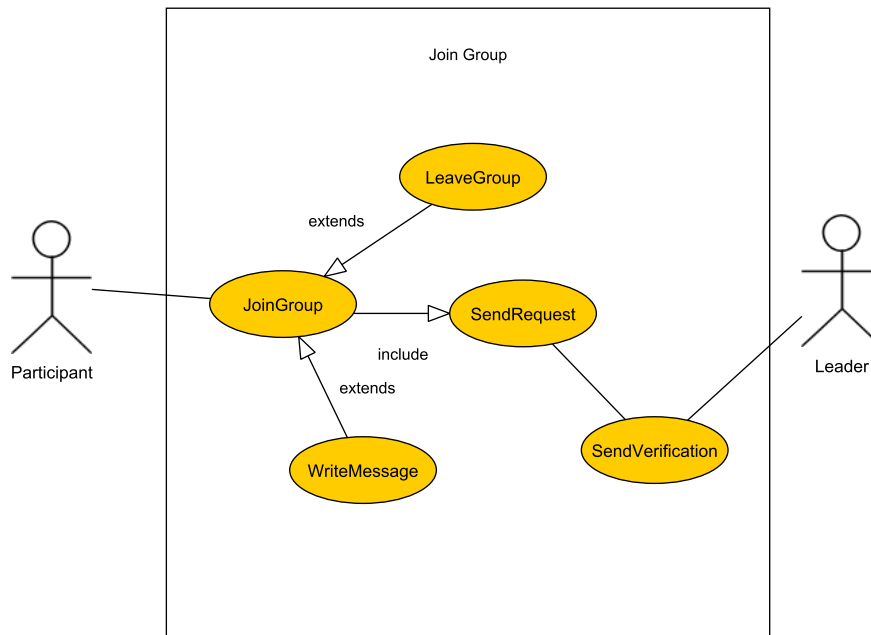 Join Group
LeaveGroup
extends
JoinGroup
SendRequest
include
Participant
Leader
extends
SendVerification
WriteMessage